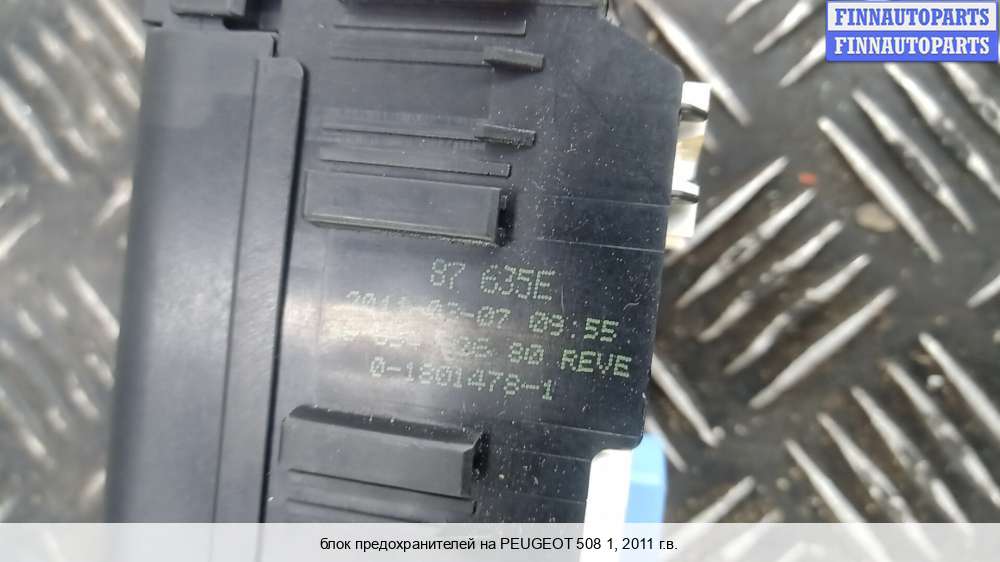 FINNAUTOPARTS
FINNAUTOPARTS
87 635E
09:55
80 REVE
0-1801478-1
блок предохранителей на PEUGEOT 508 1, 2011 г.в.